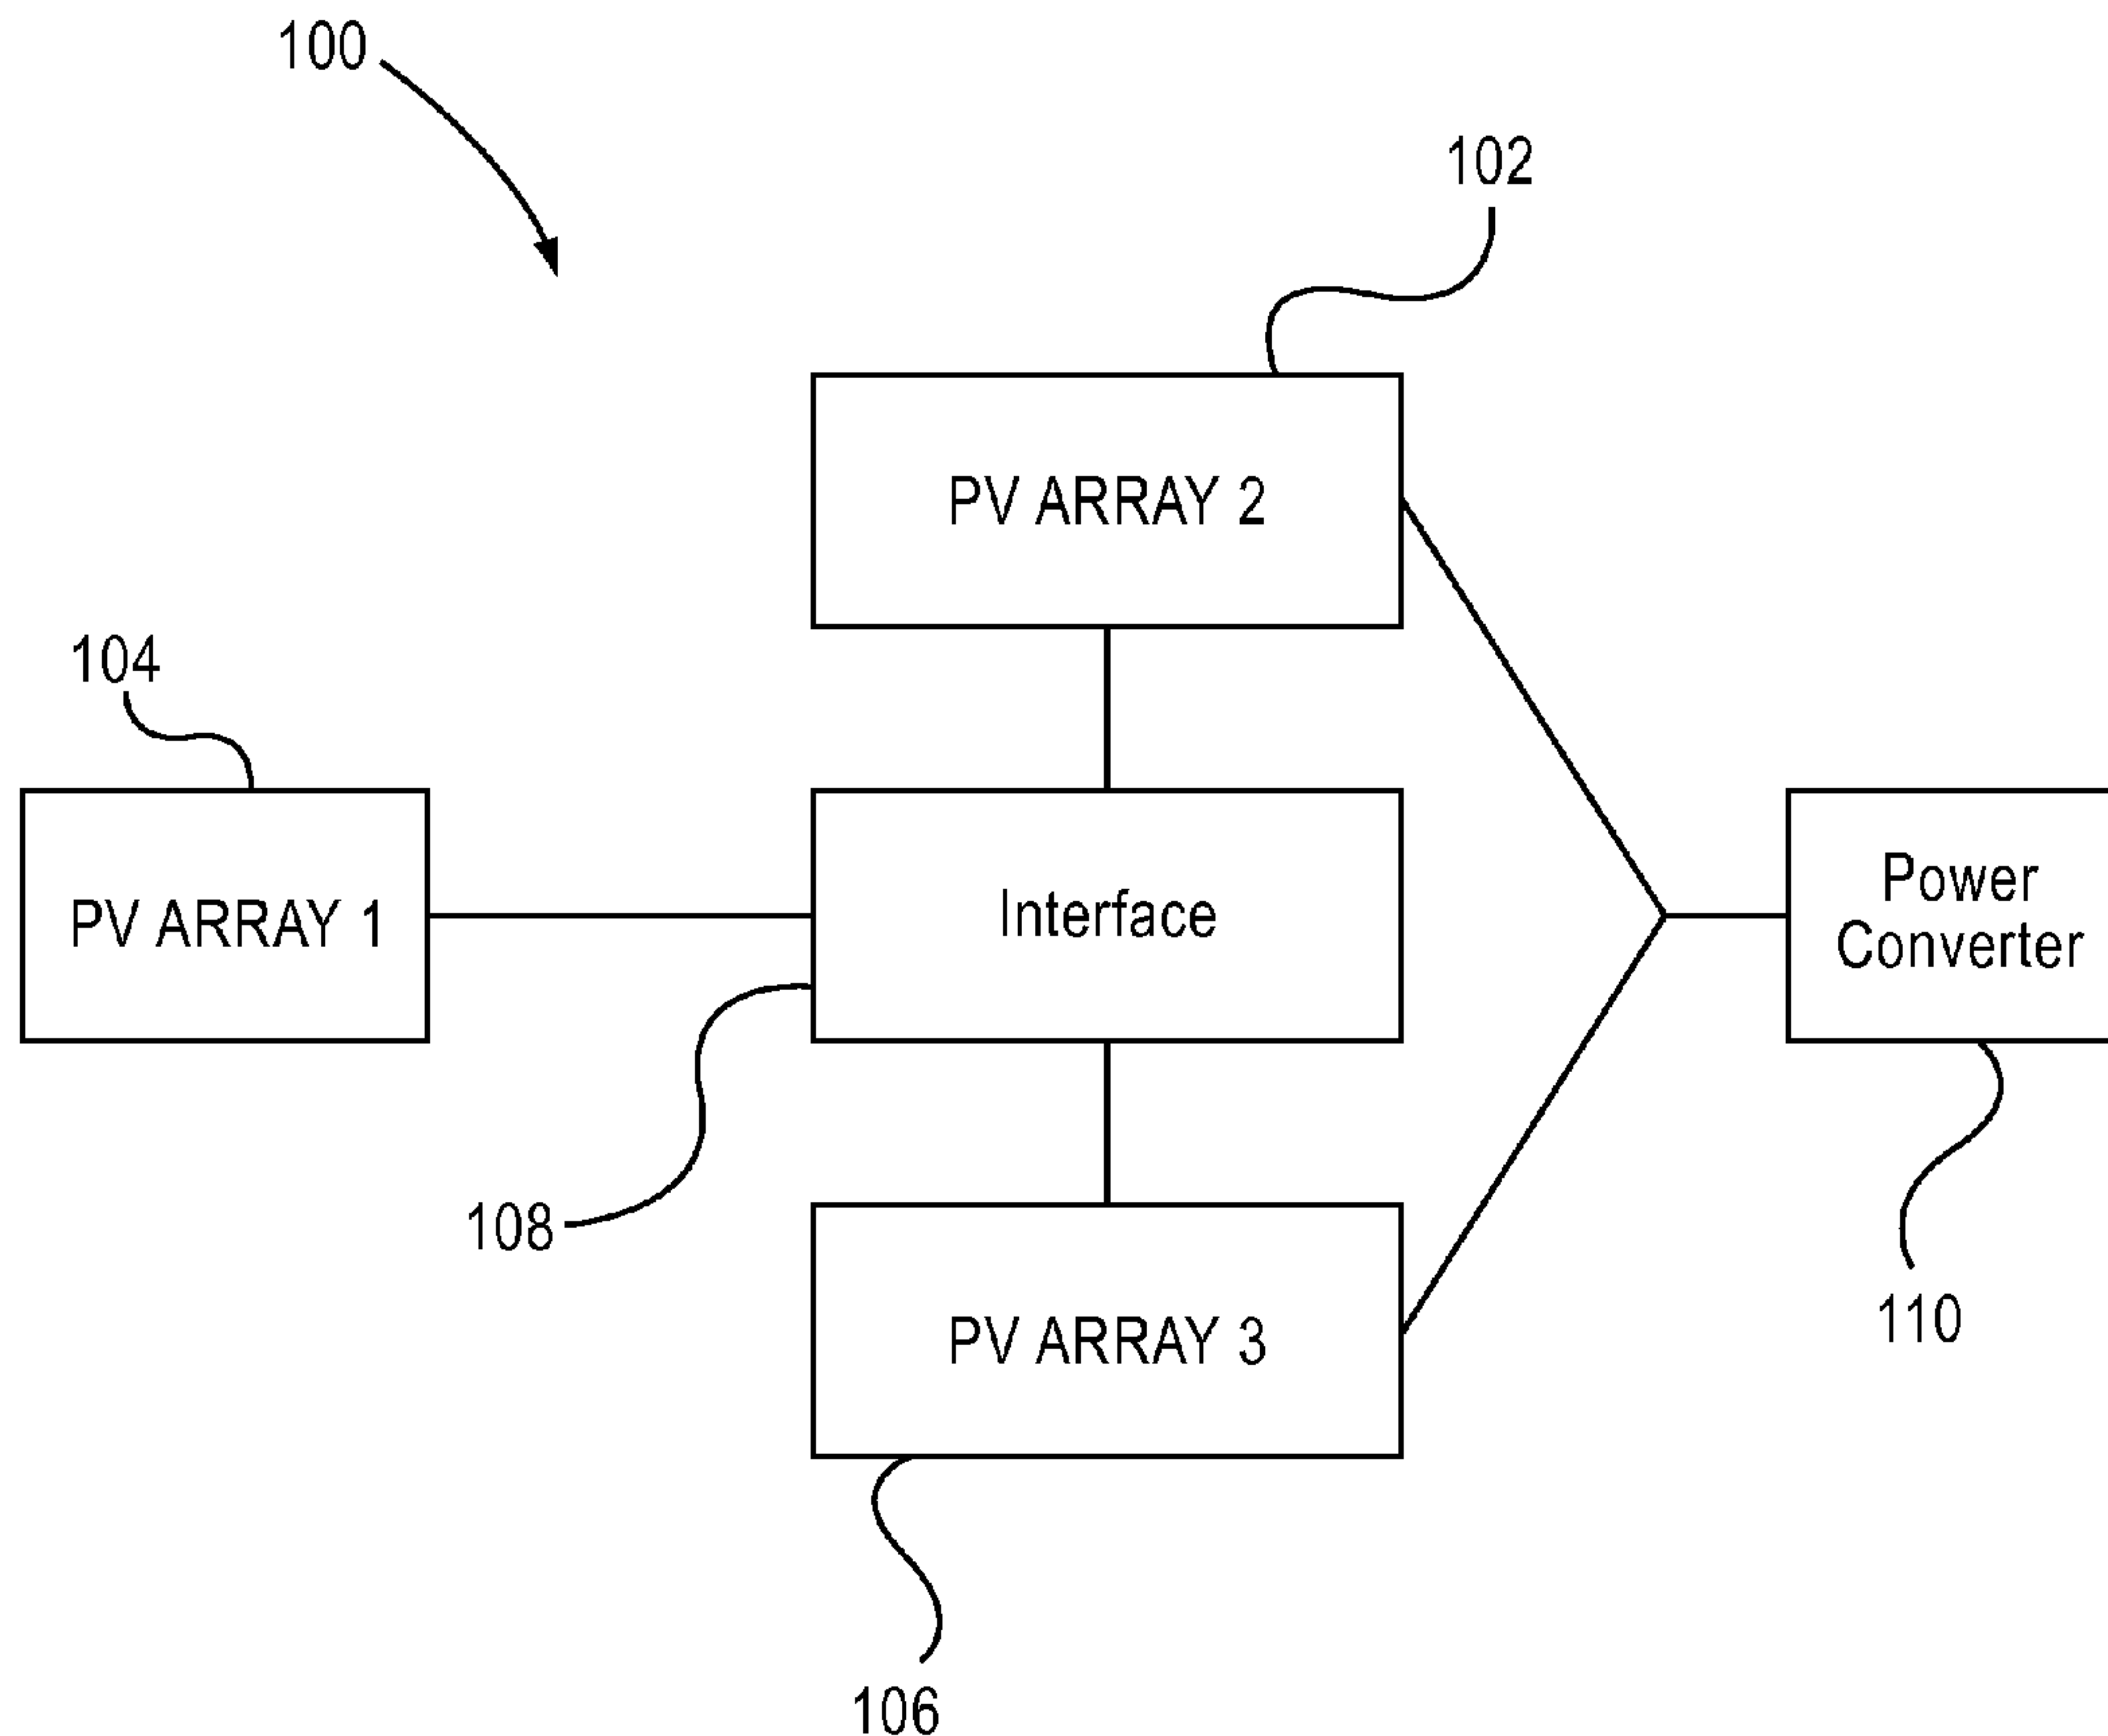 100
102
PV ARRAY 2
104
PV ARRAY 1
Interface
Power
Converter
108
PV ARRAY 3
110
106